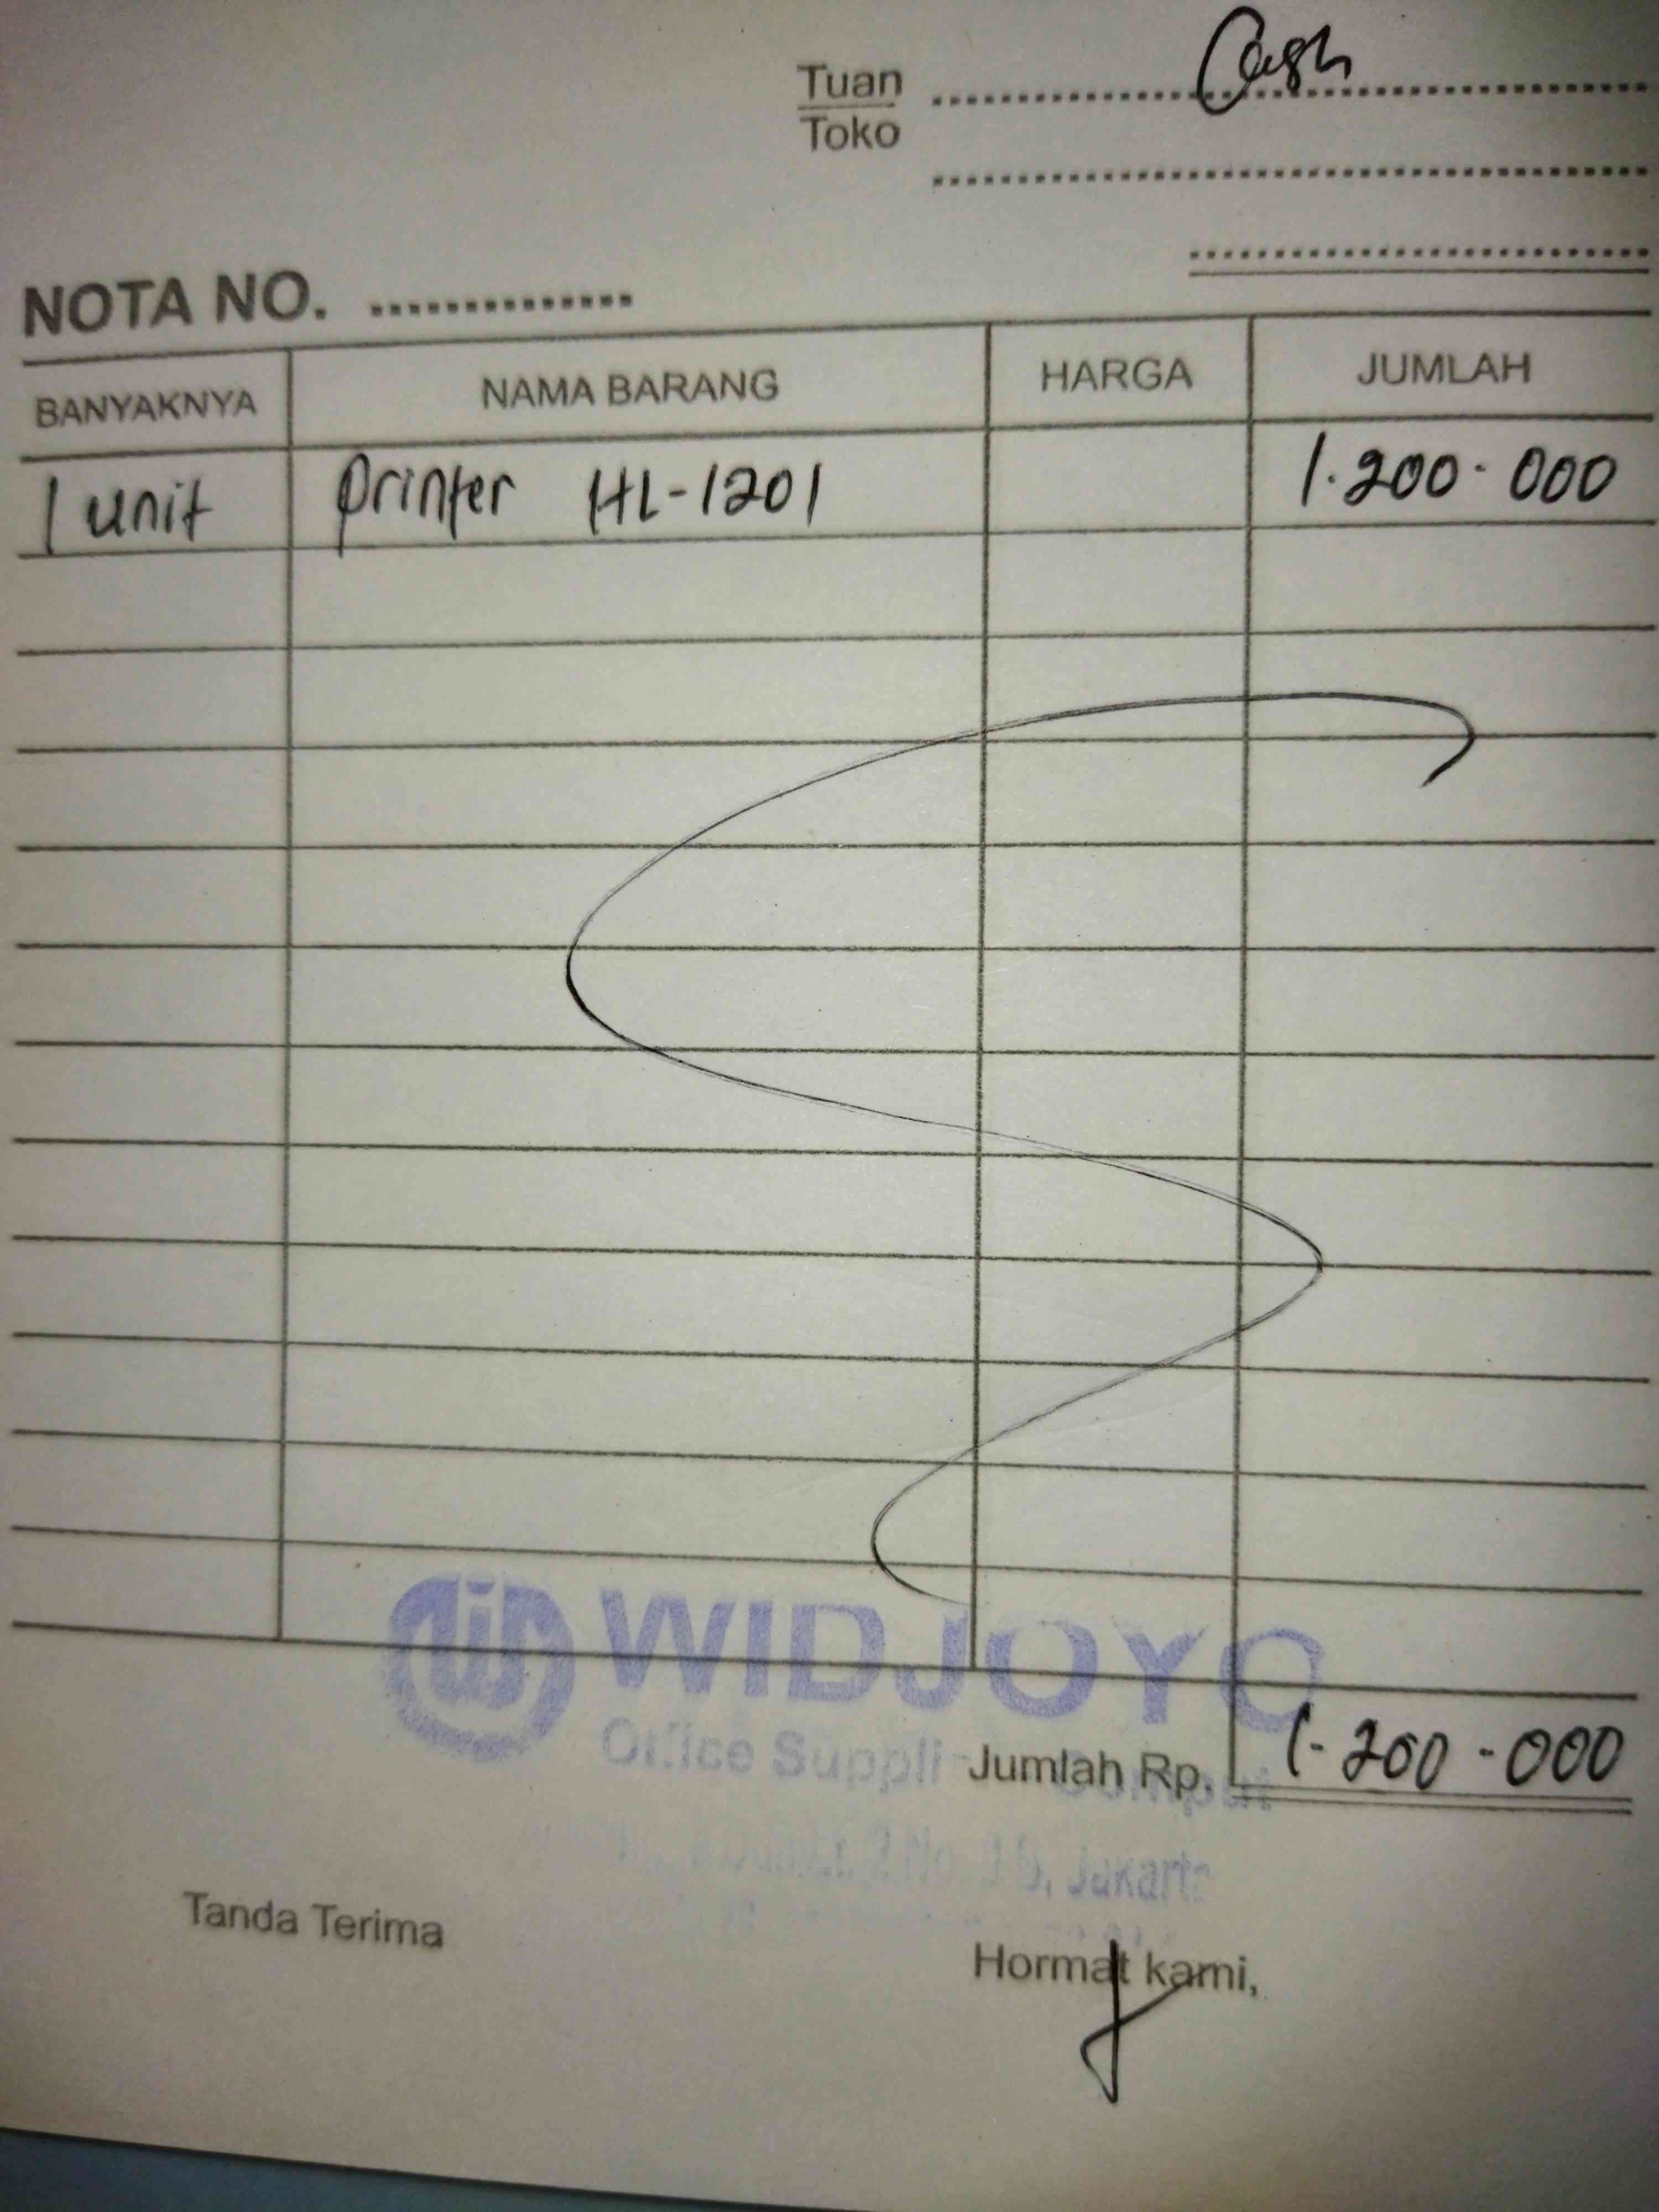 Tuan Cash
Toko
NOTA NO. ..............
BANYAKNYA NAMA BARANG HARGA JUMLAH
1 unit printer HL-1201 1.200.000
WIDJOYO
Office Suppli
Jumlah Rp. 1.200.000
Jakarta
Tanda Terima
Hormat kami,